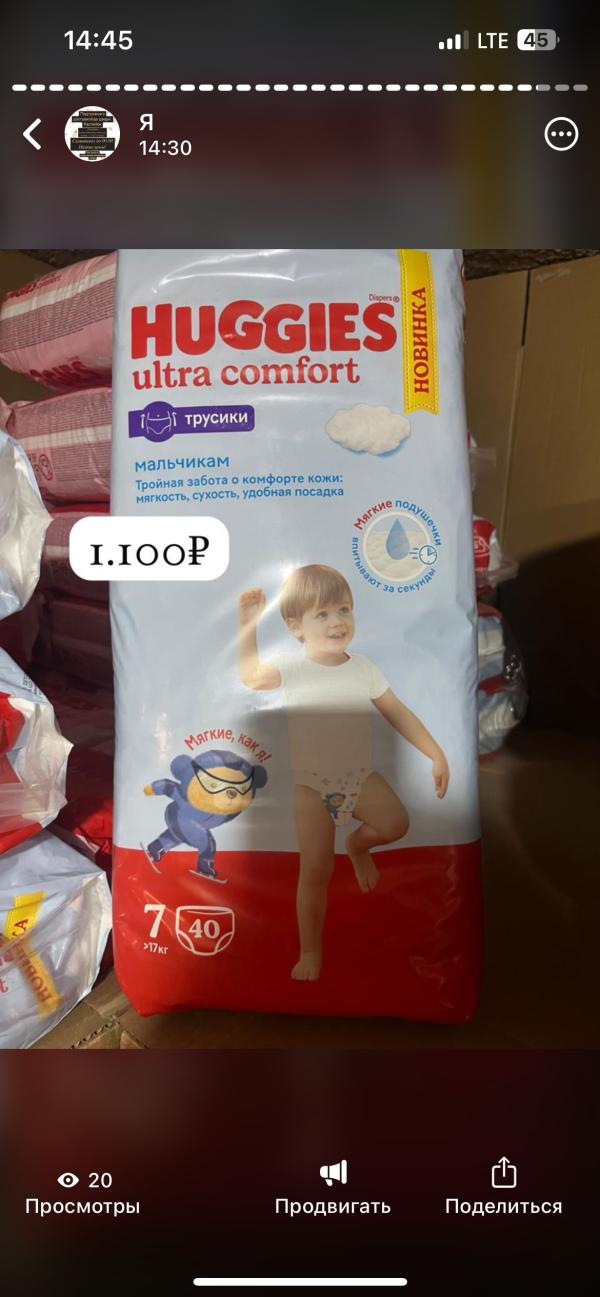 14:45
LTE 45
Я
14:30
Diapers®
HUGGIES
ultra comfort
НОВИНКА
трусики
мальчикам
Тройная забота о комфорте кожи:
мягкость, сухость, удобная посадка
Мягкие подушечки
впитывают за секунды
1.100₽
Мягкие, как я!
7
>17кг
40
20
Просмотры
Продвигать
Поделиться